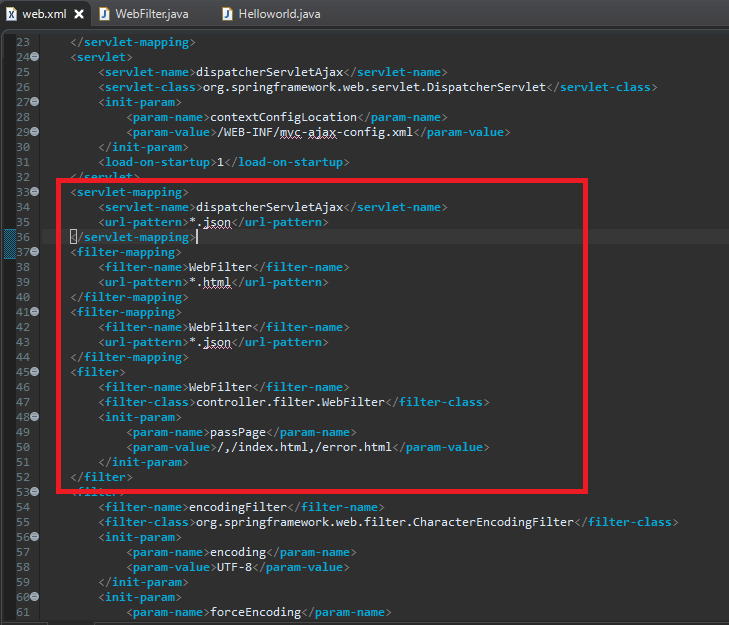 web.xml WebFilter.java Helloworld.java
23 </servlet-mapping>
24 <servlet>
25 <servlet-name>dispatcherServletAjax</servlet-name>
26 <servlet-class>org.springframework.web.servlet.DispatcherServlet</servlet-class>
27 <init-param>
28 <param-name>contextConfigLocation</param-name>
29 <param-value>/WEB-INF/mvc-ajax-config.xml</param-value>
30 </init-param>
31 <load-on-startup>1</load-on-startup>
32 </servlet>
33 <servlet-mapping>
34 <servlet-name>dispatcherServletAjax</servlet-name>
35 <url-pattern>*.json</url-pattern>
36 </servlet-mapping>
37 <filter-mapping>
38 <filter-name>WebFilter</filter-name>
39 <url-pattern>*.html</url-pattern>
40 </filter-mapping>
41 <filter-mapping>
42 <filter-name>WebFilter</filter-name>
43 <url-pattern>*.json</url-pattern>
44 </filter-mapping>
45 <filter>
46 <filter-name>WebFilter</filter-name>
47 <filter-class>controller.filter.WebFilter</filter-class>
48 <init-param>
49 <param-name>passPage</param-name>
50 <param-value>/,/index.html,/error.html</param-value>
51 </init-param>
52 </filter>
53 <filter>
54 <filter-name>encodingFilter</filter-name>
55 <filter-class>org.springframework.web.filter.CharacterEncodingFilter</filter-class>
56 <init-param>
57 <param-name>encoding</param-name>
58 <param-value>UTF-8</param-value>
59 </init-param>
60 <init-param>
61 <param-name>forceEncoding</param-name>